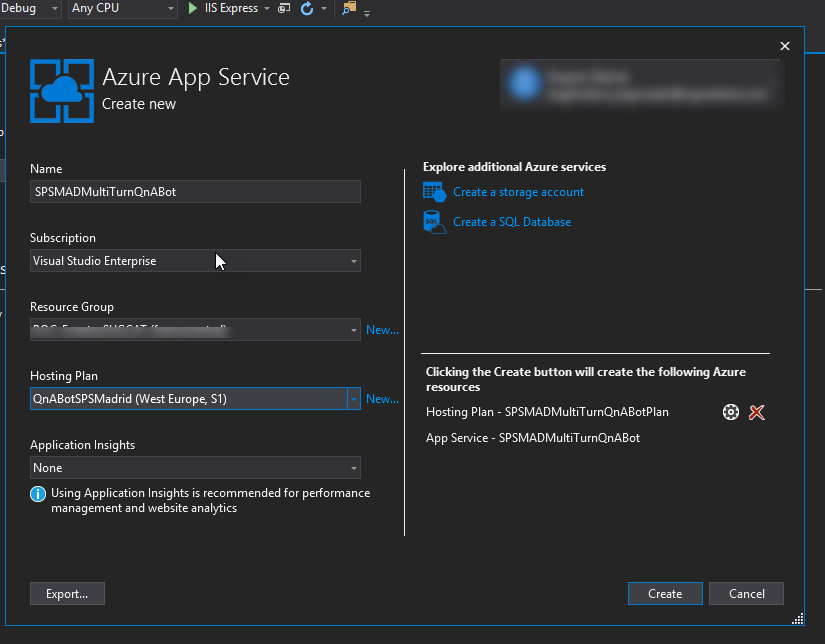 Debug
Any CPU
IIS Express
Azure App Service
Create new
Name
SPSMADMultiTurnQnABot
Subscription
Visual Studio Enterprise
Resource Group
New...
Hosting Plan
QnABotSPSMadrid (West Europe, S1)
New...
Application Insights
None
Using Application Insights is recommended for performance
management and website analytics
Explore additional Azure services
Create a storage account
SQL
Create a SQL Database
Clicking the Create button will create the following Azure
resources
Hosting Plan - SPSMADMultiTurnQnABotPlan
App Service - SPSMADMultiTurnQnABot
Export...
Create
Cancel